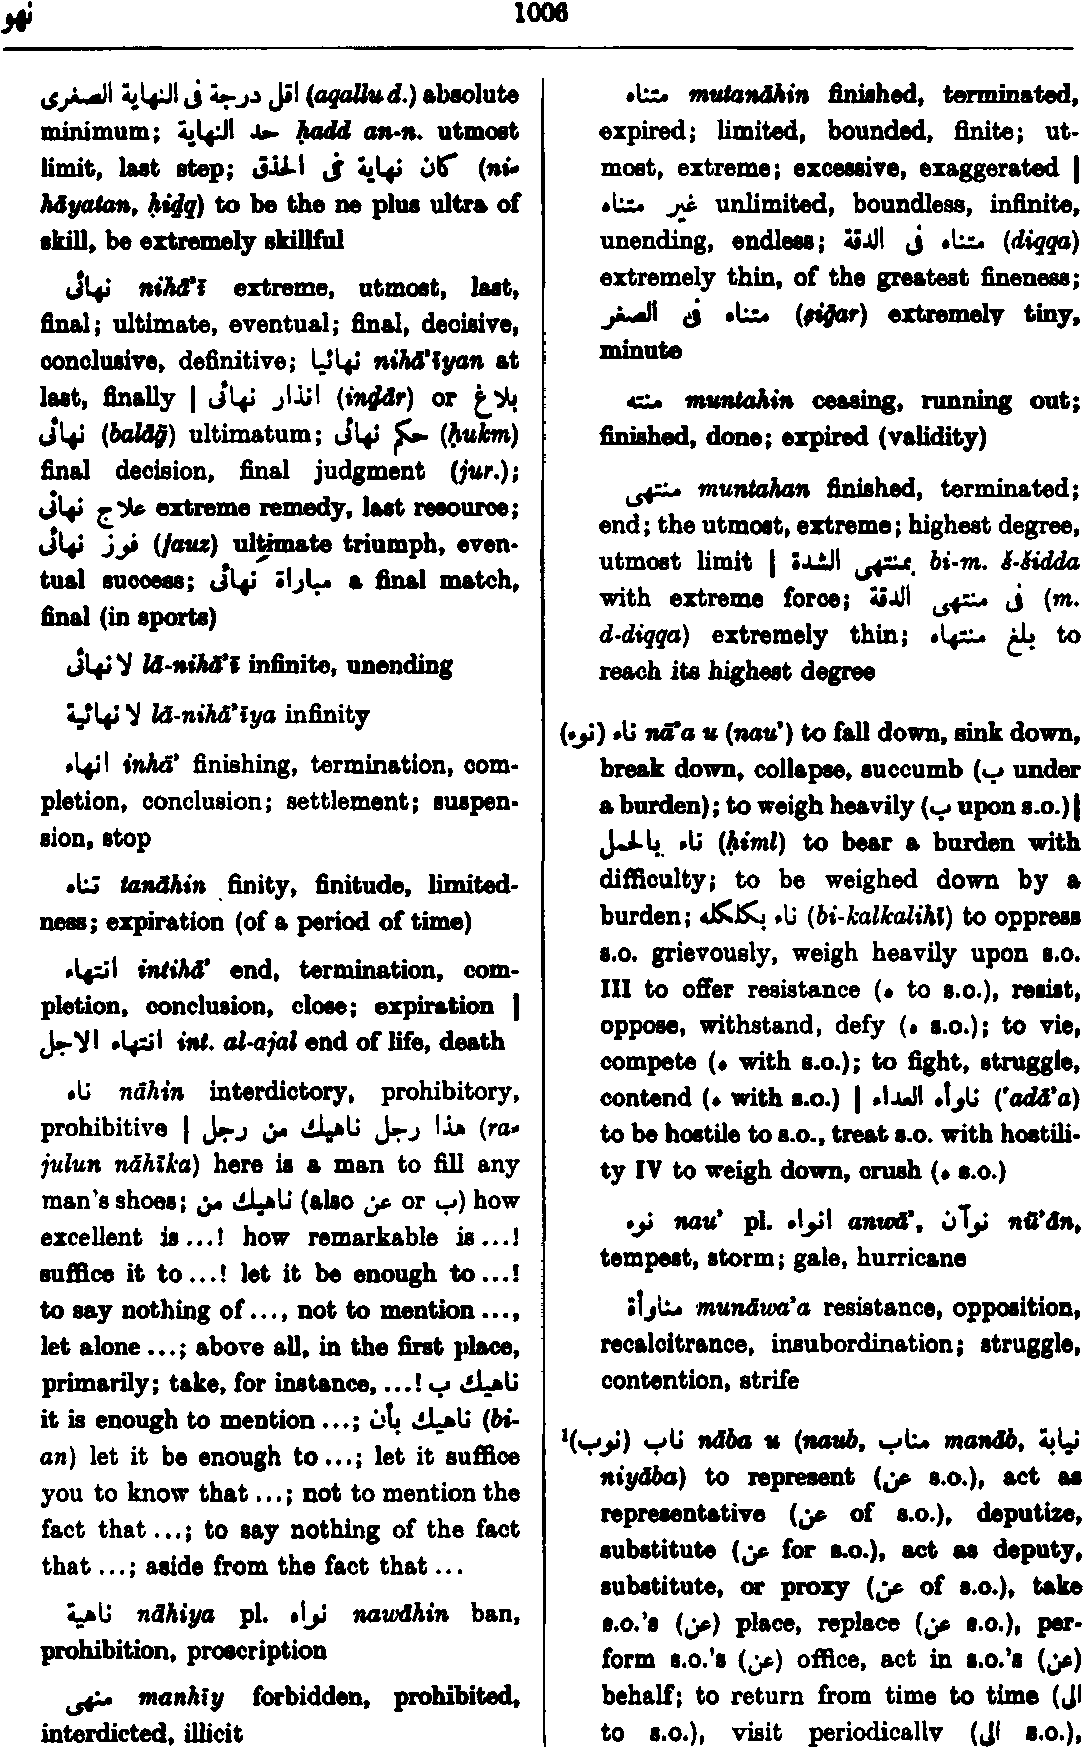 نهو
1006
اقل درجة فى النهاية الصغرى (aqallu d.) absolute
minimum; حد النهاية ḥadd an-n. utmost
limit, last step; كان نهاية فى الحذق (ni-
hāyatan, ḥiḏq) to be the ne plus ultra of
skill, be extremely skillful
نهائى nihā’ī extreme, utmost, last,
final; ultimate, eventual; final, decisive,
conclusive, definitive; نهائيا nihā’īyan at
last, finally | انذار نهائى (inḏār) or بلاغ
نهائى (balāḡ) ultimatum; حكم نهائى (ḥukm)
final decision, final judgment (jur.);
علاج نهائى extreme remedy, last resource;
فوز نهائى (fauz) ultimate triumph, even-
tual success; مباراة نهائى a final match,
final (in sports)
لا نهائى lā-nihā’ī infinite, unending
لا نهائية lā-nihā’īya infinity
انهاء inhā’ finishing, termination, com-
pletion, conclusion; settlement; suspen-
sion, stop
تناه tanāhin finity, finitude, limited-
ness; expiration (of a period of time)
انتهاء intihā’ end, termination, com-
pletion, conclusion, close; expiration |
انتهاء الاجل int. al-ajal end of life, death
ناه nāhin interdictory, prohibitory,
prohibitive | هذا رجل ناهيك من رجل (ra-
julun nāhīka) here is a man to fill any
man’s shoes; ناهيك من (also عن or ب) how
excellent is ...! how remarkable is ...!
suffice it to ...! let it be enough to ...!
to say nothing of ..., not to mention ...,
let alone ...; above all, in the first place,
primarily; take, for instance, ...! ناهيك ب
it is enough to mention ...; ناهيك بأن (bi-
an) let it be enough to ...; let it suffice
you to know that ...; not to mention the
fact that ...; to say nothing of the fact
that ...; aside from the fact that ...
ناهية nāhiya pl. نواه nawāhin ban,
prohibition, proscription
منهى manhīy forbidden, prohibited,
interdicted, illicit
متناه mutanāhin finished, terminated,
expired; limited, bounded, finite; ut-
most, extreme; excessive, exaggerated |
غير متناه unlimited, boundless, infinite,
unending, endless; متناه فى الدقة (diqqa)
extremely thin, of the greatest fineness;
متناه فى الصغر (ṣiḡar) extremely tiny,
minute
منته muntahin ceasing, running out;
finished, done; expired (validity)
منتهى muntahan finished, terminated;
end; the utmost, extreme; highest degree,
utmost limit | بمنتهى الشدة bi-m. š-šidda
with extreme force; فى منتهى الدقة (m.
d-diqqa) extremely thin; بلغ منتهاه to
reach its highest degree
(نوء) ناء nā’a u (nau’) to fall down, sink down,
break down, collapse, succumb (ب under
a burden); to weigh heavily (ب upon s.o.) |
ناء بالحمل (ḥiml) to bear a burden with
difficulty; to be weighed down by a
burden; ناء بكلكله (bi-kalkalihī) to oppress
s.o. grievously, weigh heavily upon s.o.
III to offer resistance (ه to s.o.), resist,
oppose, withstand, defy (ه s.o.); to vie,
compete (ه with s.o.); to fight, struggle,
contend (ه with s.o.) | ناوأه العداء (‘adā’a)
to be hostile to s.o., treat s.o. with hostili-
ty IV to weigh down, crush (ه s.o.)
نوء nau’ pl. انواء anwā’, نوآن nū’ān,
tempest, storm; gale, hurricane
مناوأة munāwa’a resistance, opposition,
recalcitrance, insubordination; struggle,
contention, strife
¹(نوب) ناب nāba u (naub, مناب manāb, نيابة
niyāba) to represent (عن s.o.), act as
representative (عن of s.o.), deputize,
substitute (عن for s.o.), act as deputy,
substitute, or proxy (عن of s.o.), take
s.o.’s (عن) place, replace (عن s.o.), per-
form s.o.’s (عن) office, act in s.o.’s (عن)
behalf; to return from time to time (الى
to s.o.), visit periodically (الى s.o.),